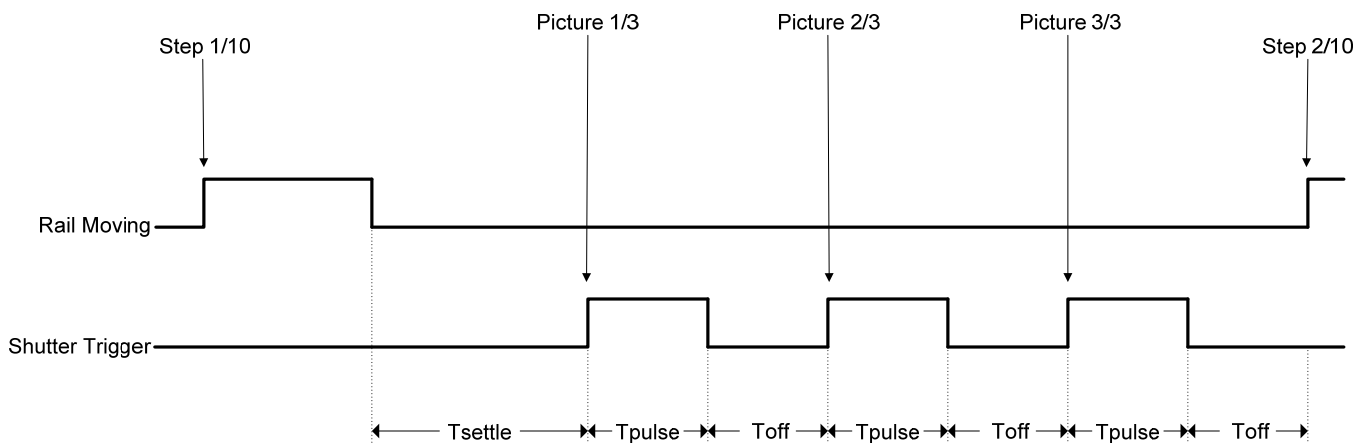 Step 1/10
Picture 1/3
Picture 2/3
Picture 3/3
Step 2/10
Rail Moving
Shutter Trigger
Tsettle
Tpulse
Toff
Tpulse
Toff
Tpulse
Toff